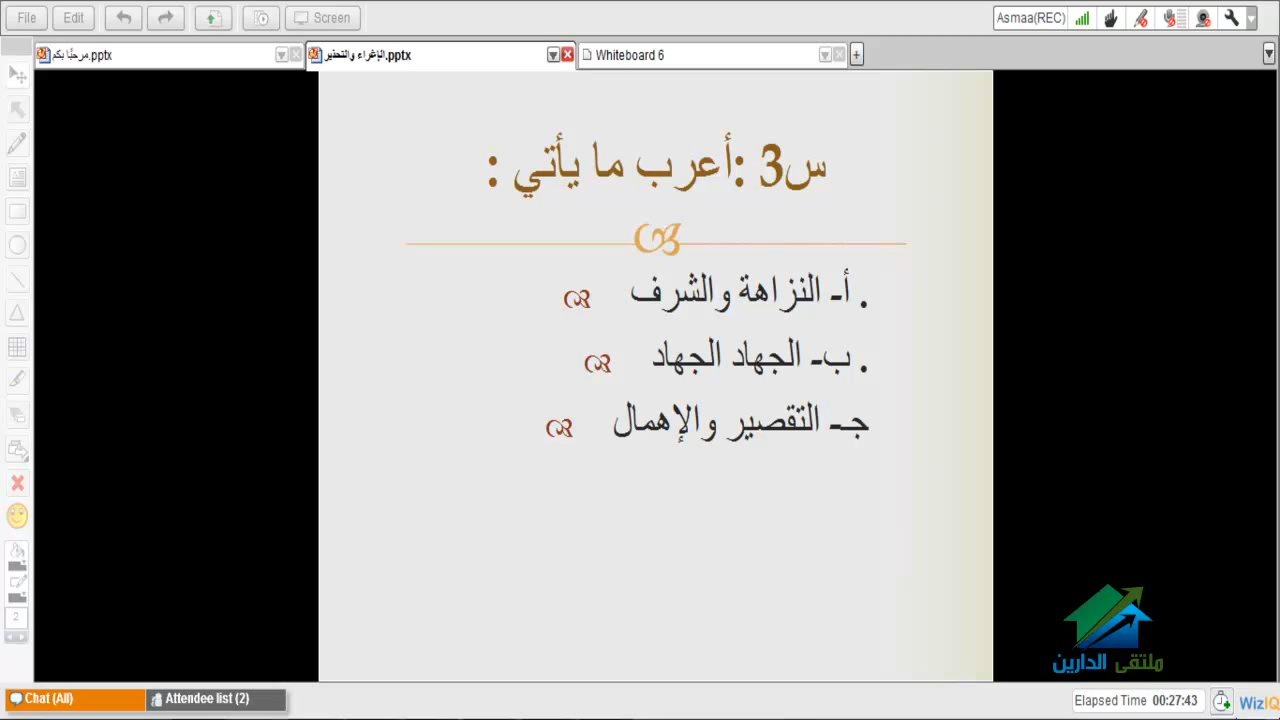 File
Edit
Screen
Asmaa(REC)
مرحبًا بكم.pptx
الإغراء والتحذير.pptx
Whiteboard 6
س3 :أعرب ما يأتي :
. أ- النزاهة والشرف
. ب- الجهاد الجهاد
جـ- التقصير والإهمال
2
ملتقى الدارين
Chat (All)
Attendee list (2)
Elapsed Time 00:27:43
WizIQ